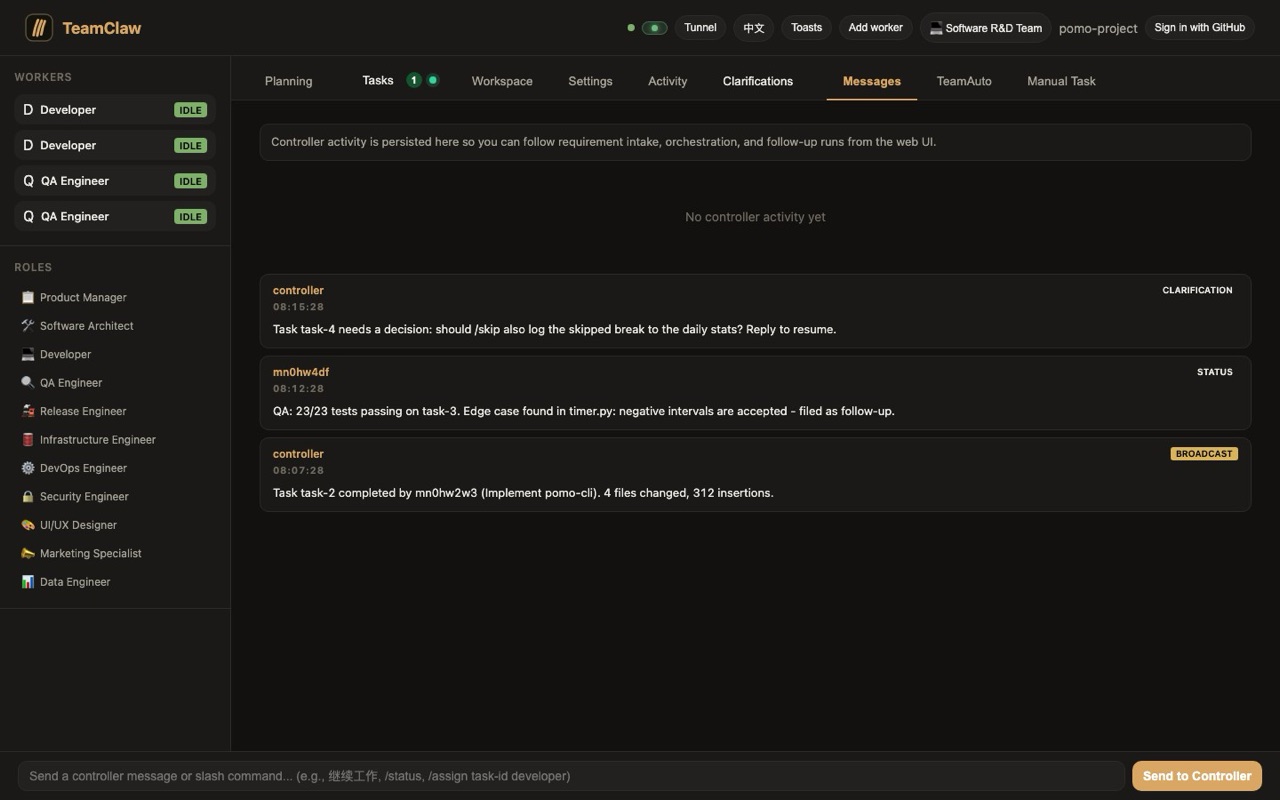 TeamClaw
Tunnel
中文
Toasts
Add worker
Software R&D Team
pomo-project
Sign in with GitHub
WORKERS
D Developer IDLE
D Developer IDLE
Q QA Engineer IDLE
Q QA Engineer IDLE
ROLES
Product Manager
Software Architect
Developer
QA Engineer
Release Engineer
Infrastructure Engineer
DevOps Engineer
Security Engineer
UI/UX Designer
Marketing Specialist
Data Engineer
Planning
Tasks 1
Workspace
Settings
Activity
Clarifications
Messages
TeamAuto
Manual Task
Controller activity is persisted here so you can follow requirement intake, orchestration, and follow-up runs from the web UI.
No controller activity yet
controller CLARIFICATION
08:15:28
Task task-4 needs a decision: should /skip also log the skipped break to the daily stats? Reply to resume.
mn0hw4df STATUS
08:12:28
QA: 23/23 tests passing on task-3. Edge case found in timer.py: negative intervals are accepted - filed as follow-up.
controller BROADCAST
08:07:28
Task task-2 completed by mn0hw2w3 (Implement pomo-cli). 4 files changed, 312 insertions.
Send a controller message or slash command... (e.g., 继续工作, /status, /assign task-id developer)
Send to Controller